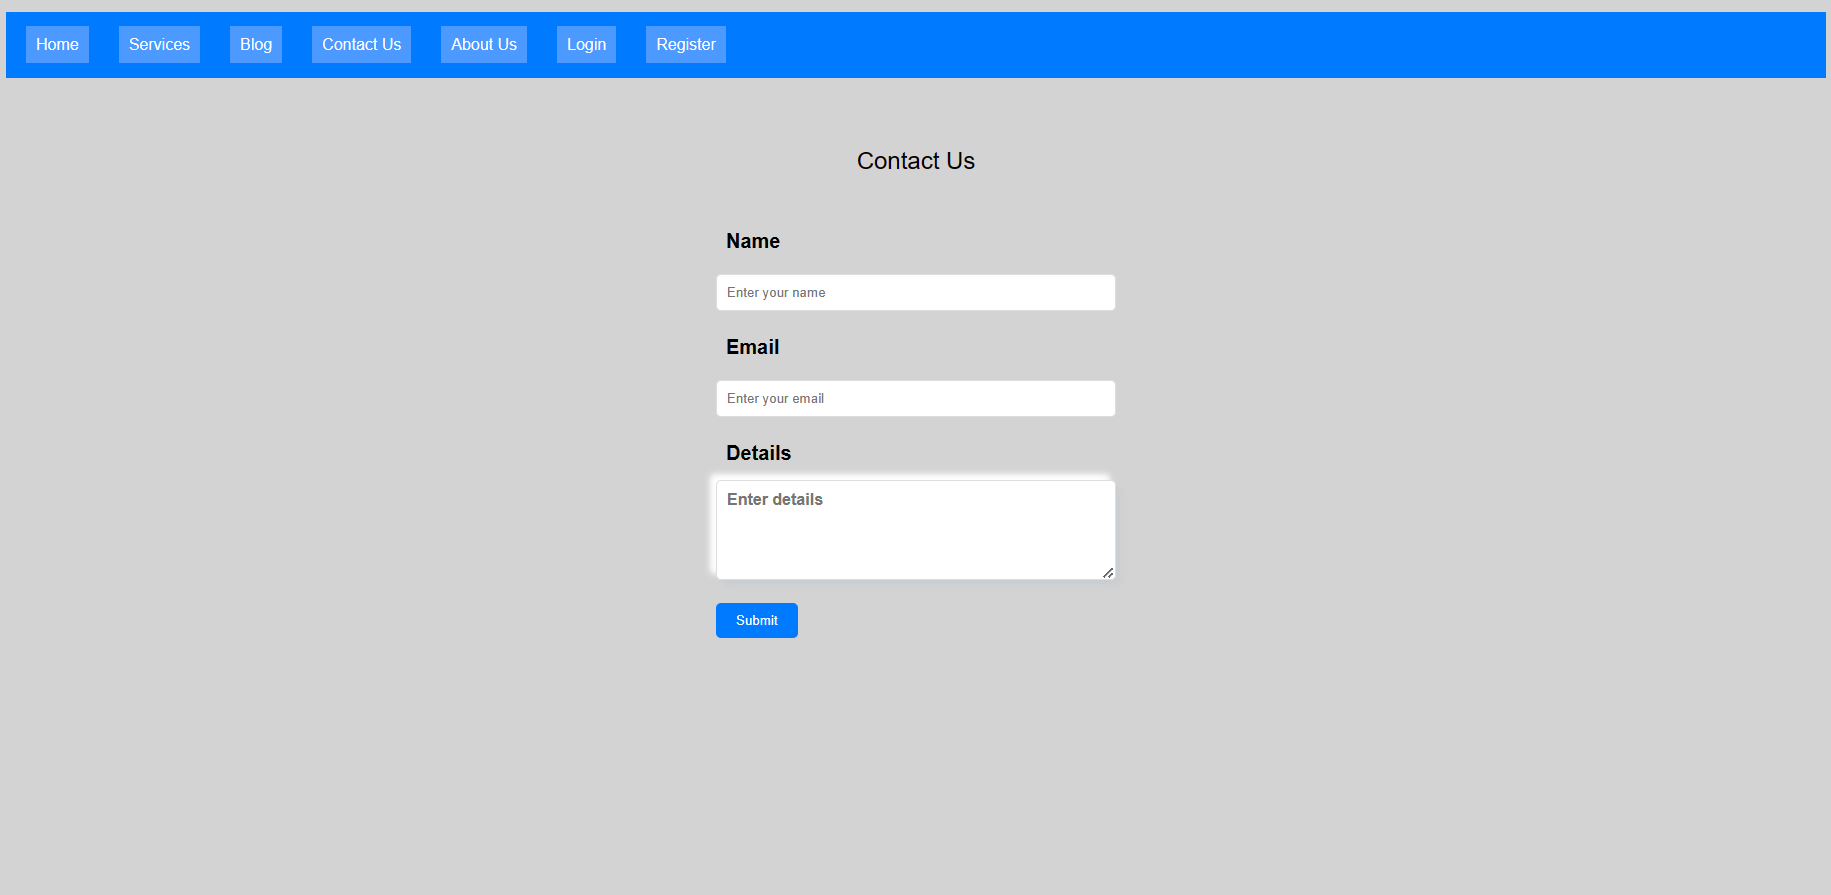 Home Services Blog Contact Us About Us Login Register
Contact Us
Name
Enter your name
Email
Enter your email
Details
Enter details
Submit